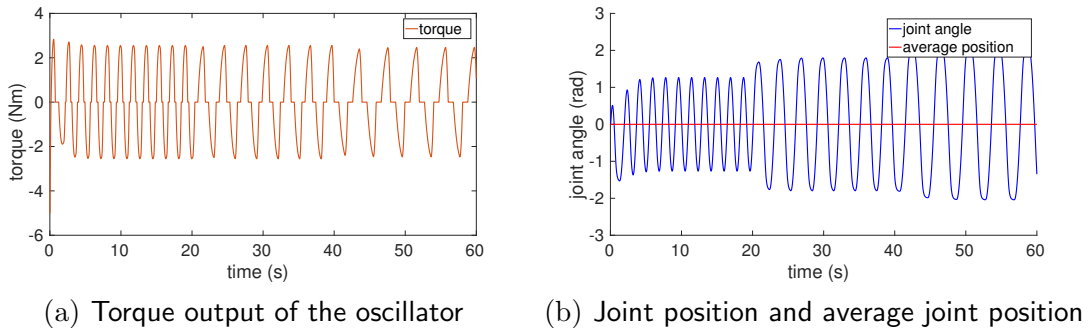 4
2
0
-2
-4
-6
torque (Nm)
torque
0 10 20 30 40 50 60
time (s)
(a) Torque output of the oscillator
3
2
1
0
-1
-2
-3
joint angle (rad)
joint angle
average position
0 10 20 30 40 50 60
time (s)
(b) Joint position and average joint position